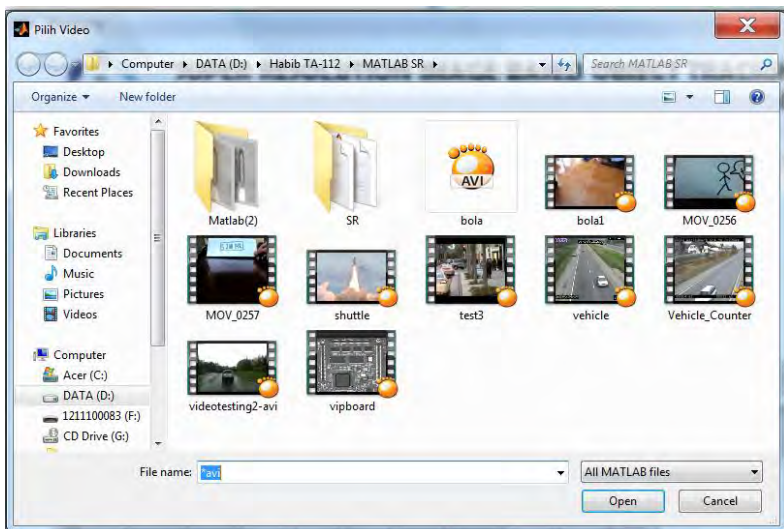 Pilih Video
Computer ▸ DATA (D:) ▸ Habib TA-112 ▸ MATLAB SR ▸
Search MATLAB SR
Organize
New folder
Favorites
Desktop
Downloads
Recent Places
Libraries
Documents
Music
Pictures
Videos
Computer
Acer (C:)
DATA (D:)
1211100083 (F:)
CD Drive (G:)
Matlab(2)
SR
AVI
bola
bola1
MOV_0256
MOV_0257
shuttle
test3
vehicle
Vehicle_Counter
videotesting2-avi
vipboard
File name:
*avi
All MATLAB files
Open
Cancel